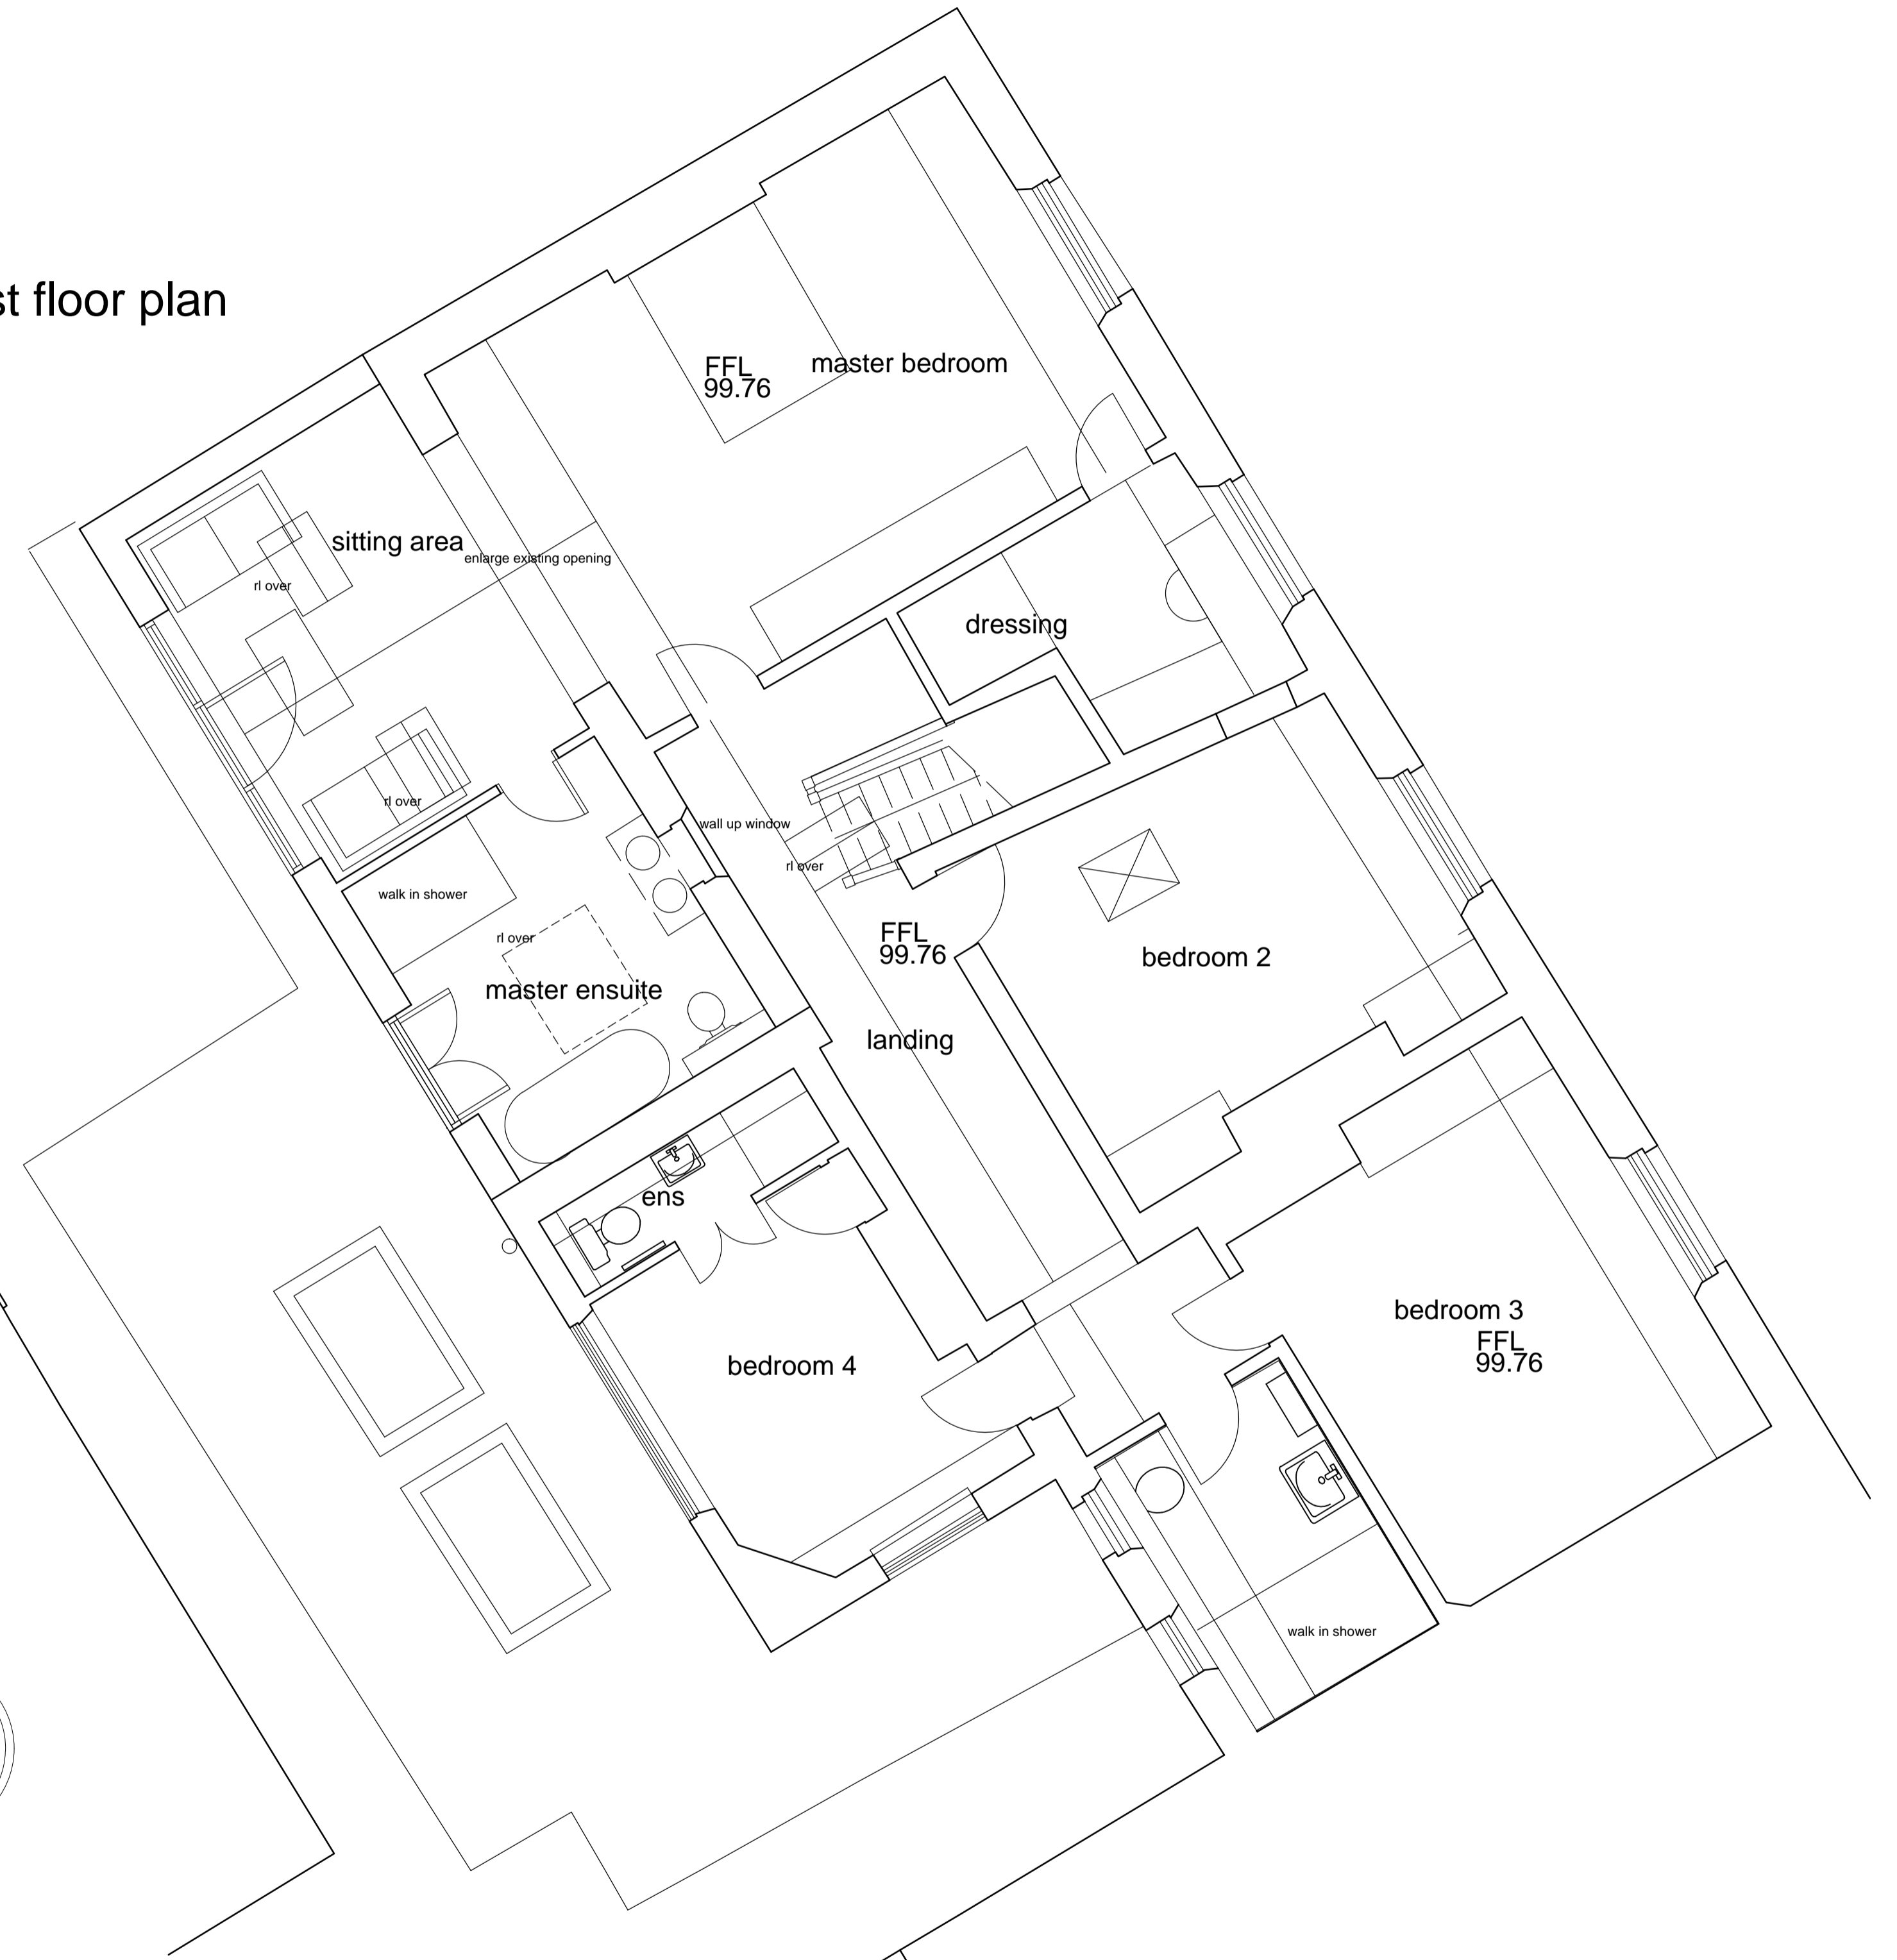 st floor plan
FFL
99.76
master bedroom
sitting area
enlarge existing opening
rl over
dressing
rl over
wall up window
rl over
walk in shower
rl over
FFL
99.76
bedroom 2
master ensuite
landing
ens
bedroom 3
FFL
99.76
bedroom 4
walk in shower